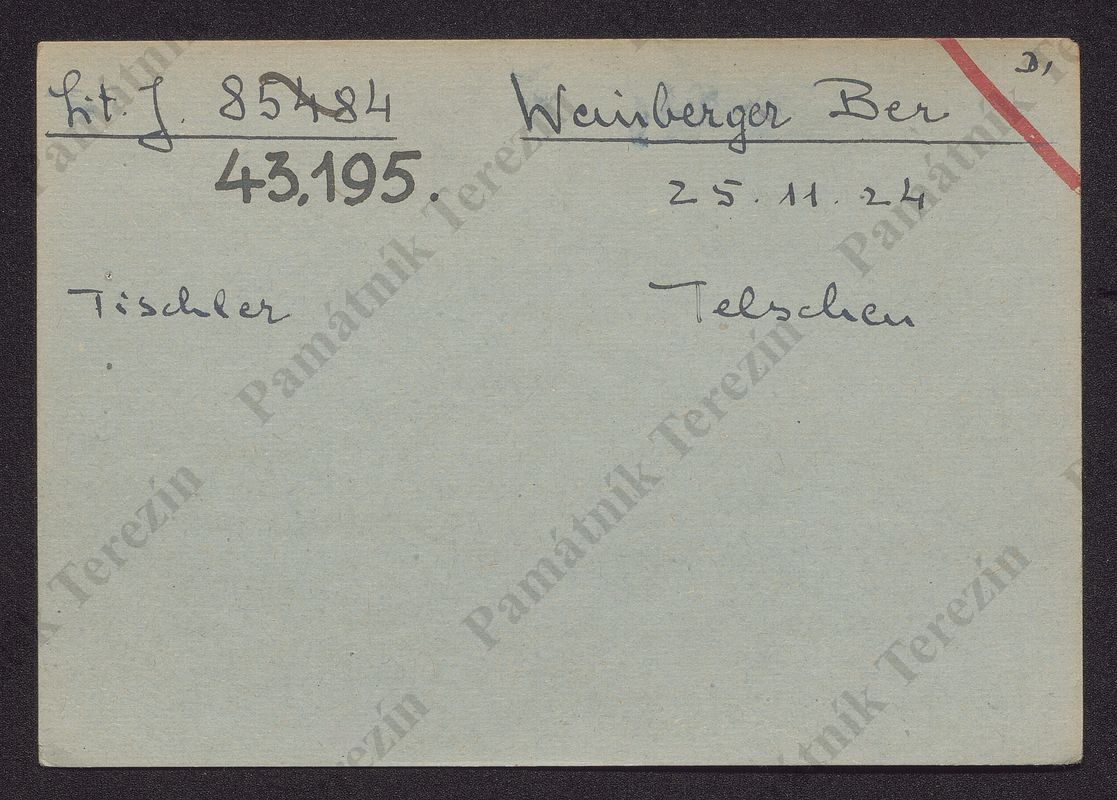 D,
Lit. J. 85484 Weinberger Ber
43.195. 25.11.24
Tischler Telschen
Památník Terezín